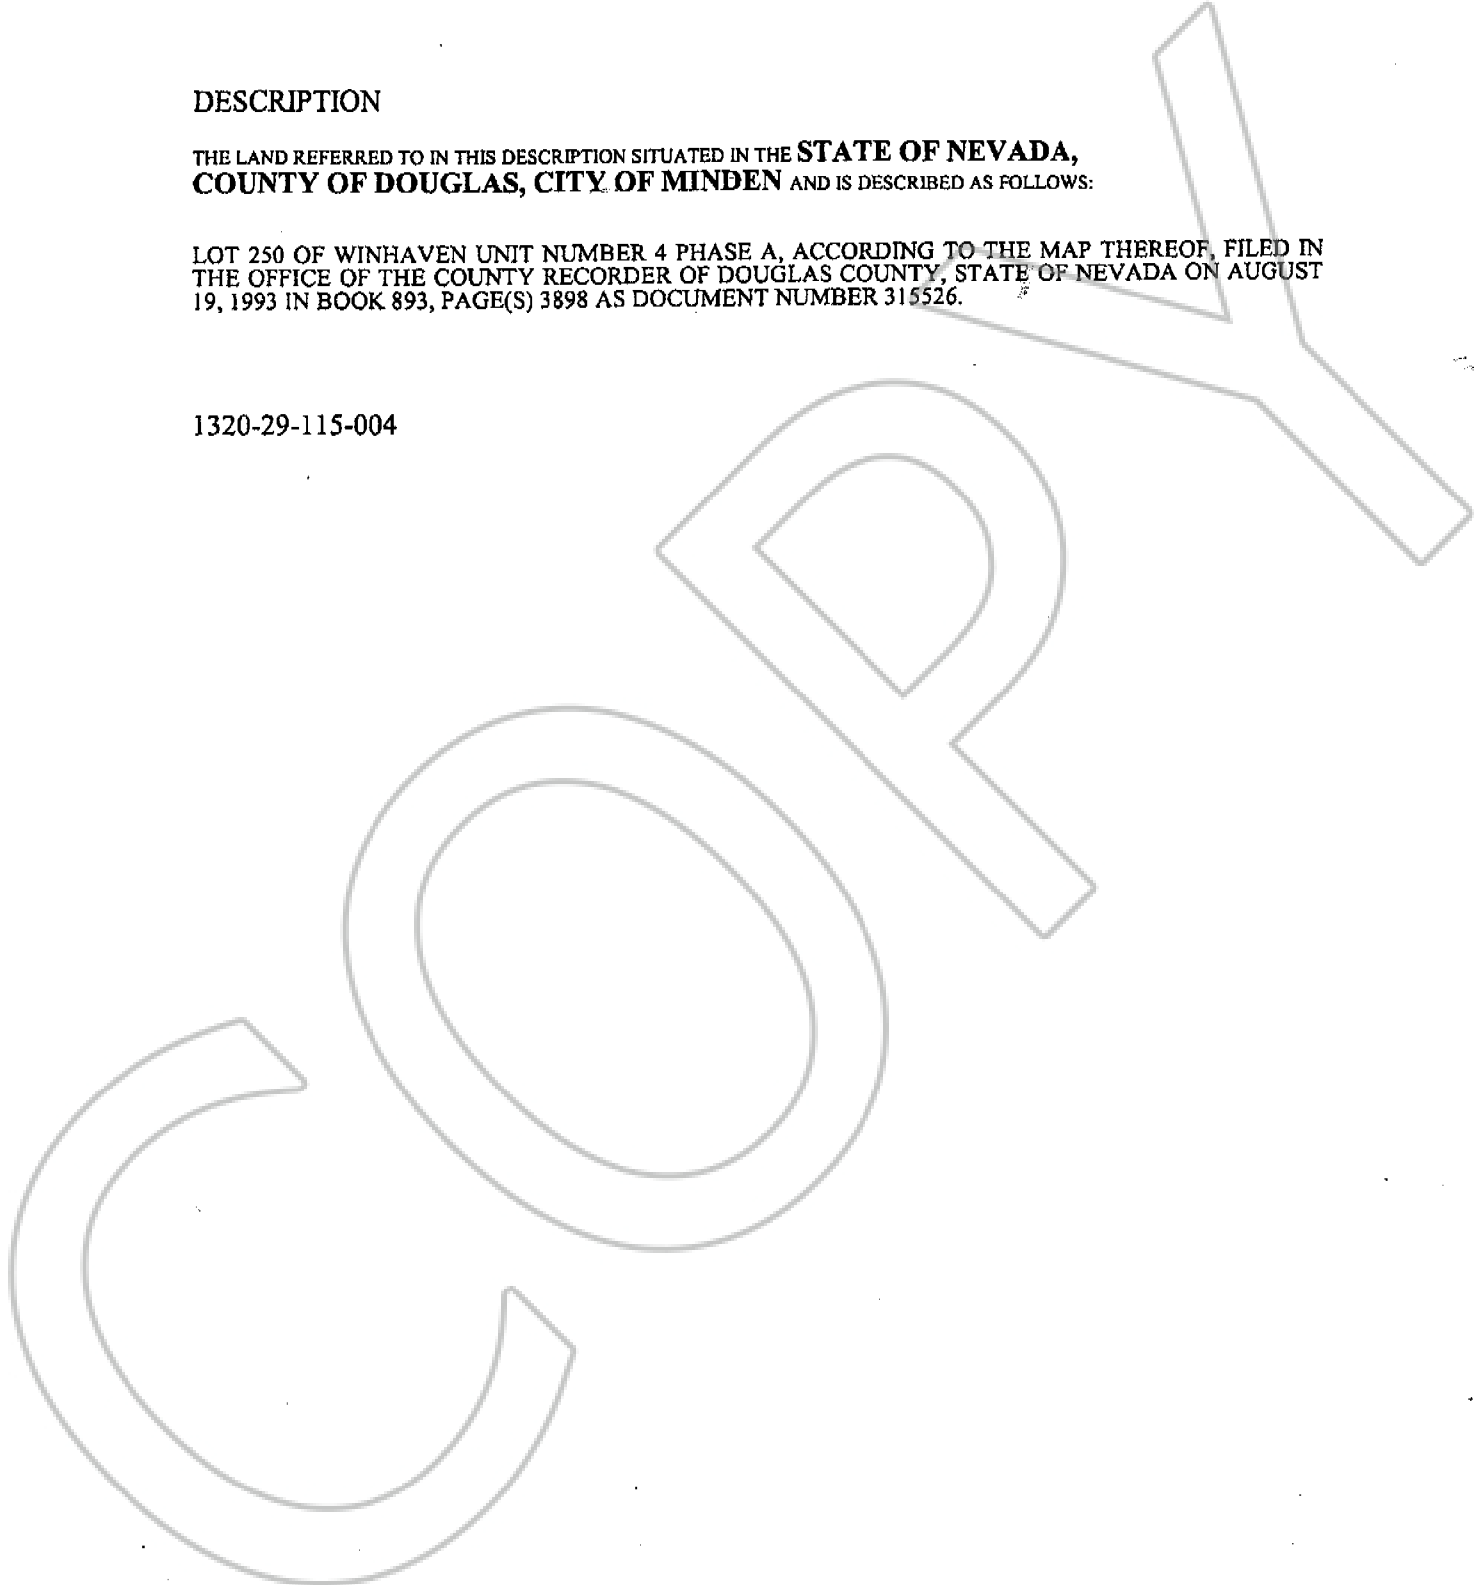 DESCRIPTION
THE LAND REFERRED TO IN THIS DESCRIPTION SITUATED IN THE STATE OF NEVADA,
COUNTY OF DOUGLAS, CITY OF MINDEN AND IS DESCRIBED AS FOLLOWS:
LOT 250 OF WINHAVEN UNIT NUMBER 4 PHASE A, ACCORDING TO THE MAP THEREOF, FILED IN
THE OFFICE OF THE COUNTY RECORDER OF DOUGLAS COUNTY, STATE OF NEVADA ON AUGUST
19, 1993 IN BOOK 893, PAGE(S) 3898 AS DOCUMENT NUMBER 315526.
1320-29-115-004
COPY